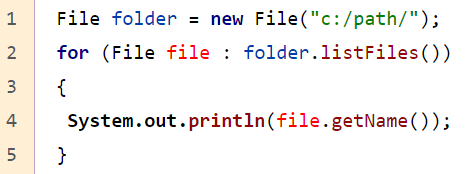 1 File folder = new File("c:/path/");
2 for (File file : folder.listFiles())
3 {
4 System.out.println(file.getName());
5 }